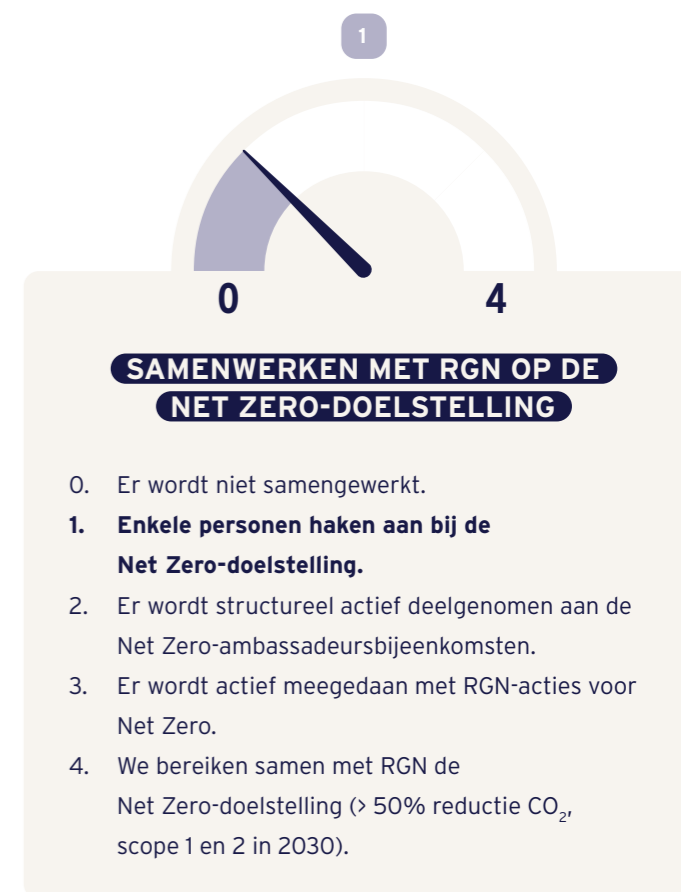 1
0 4
SAMENWERKEN MET RGN OP DE
NET ZERO-DOELSTELLING
0. Er wordt niet samengewerkt.
1. Enkele personen haken aan bij de
Net Zero-doelstelling.
2. Er wordt structureel actief deelgenomen aan de
Net Zero-ambassadeursbijeenkomsten.
3. Er wordt actief meegedaan met RGN-acties voor
Net Zero.
4. We bereiken samen met RGN de
Net Zero-doelstelling (> 50% reductie CO₂,
scope 1 en 2 in 2030).